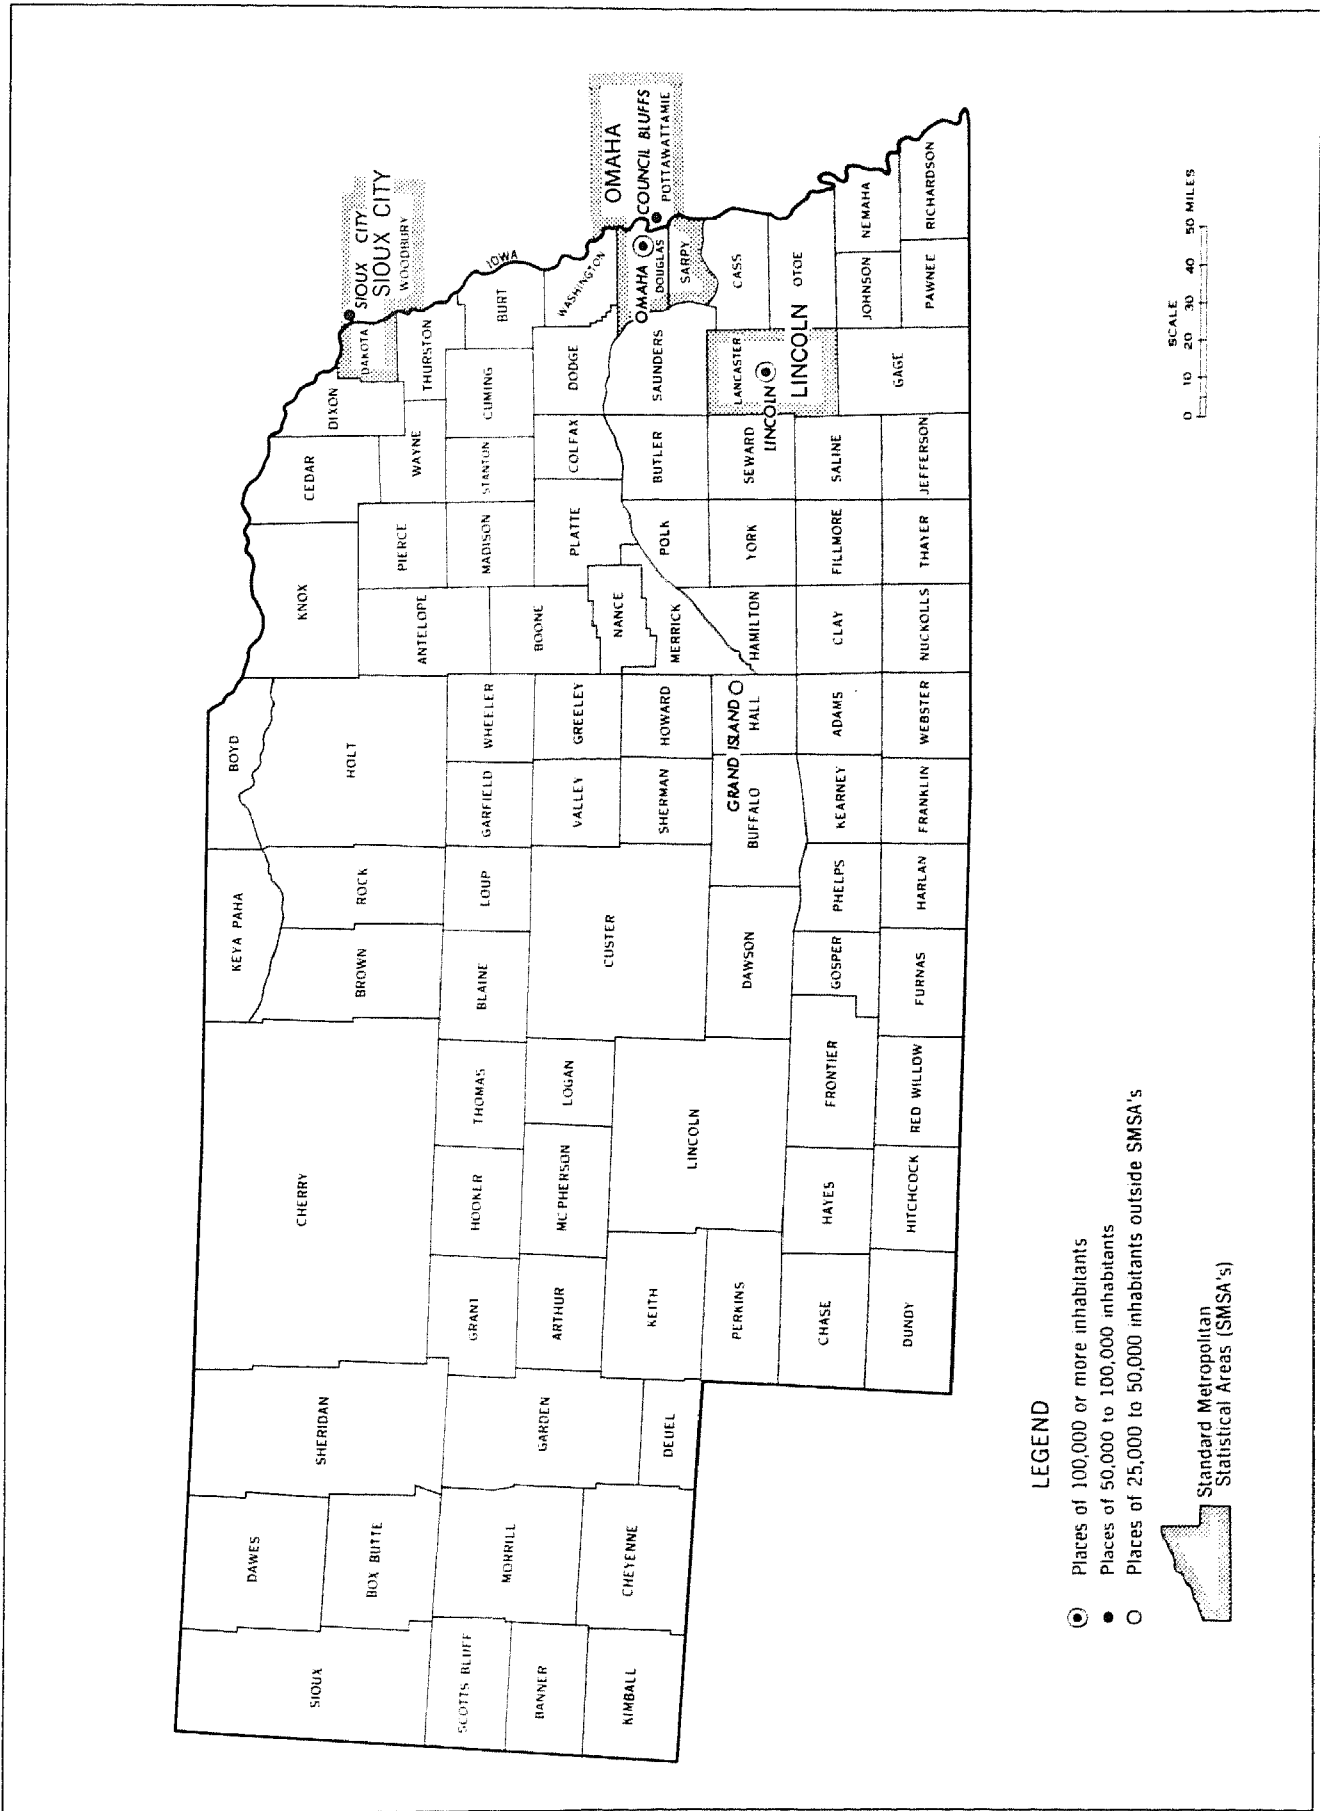 SIOUX
DAWES
BOX BUTTE
SHERIDAN
SCOTTS BLUFF
BANNER
KIMBALL
MORRILL
CHEYENNE
GARDEN
DEUEL
CHERRY
KEYA PAHA
BOYD
BROWN
ROCK
HOLT
KNOX
CEDAR
DIXON
DAKOTA
SIOUX CITY
SIOUX CITY
WOODBURY
ANTELOPE
PIERCE
WAYNE
THURSTON
GRANT
HOOKER
THOMAS
BLAINE
LOUP
GARFIELD
WHEELER
BOONE
MADISON
STANTON
CUMING
BURT
IOWA
ARTHUR
MC PHERSON
LOGAN
CUSTER
VALLEY
GREELEY
NANCE
PLATTE
COLFAX
DODGE
WASHINGTON
OMAHA
OMAHA
DOUGLAS
COUNCIL BLUFFS
POTTAWATTAMIE
SARPY
KEITH
LINCOLN
SHERMAN
HOWARD
MERRICK
POLK
BUTLER
SAUNDERS
PERKINS
DAWSON
BUFFALO
GRAND ISLAND
HALL
HAMILTON
YORK
SEWARD
LANCASTER
LINCOLN
LINCOLN
CASS
OTOE
CHASE
HAYES
FRONTIER
GOSPER
PHELPS
KEARNEY
ADAMS
CLAY
FILLMORE
SALINE
GAGE
JOHNSON
NEMAHA
DUNDY
HITCHCOCK
RED WILLOW
FURNAS
HARLAN
FRANKLIN
WEBSTER
NUCKOLLS
THAYER
JEFFERSON
PAWNEE
RICHARDSON
LEGEND
Places of 100,000 or more inhabitants
Places of 50,000 to 100,000 inhabitants
Places of 25,000 to 50,000 inhabitants outside SMSA's
Standard Metropolitan
Statistical Areas (SMSA's)
SCALE
0 10 20 30 40 50 MILES